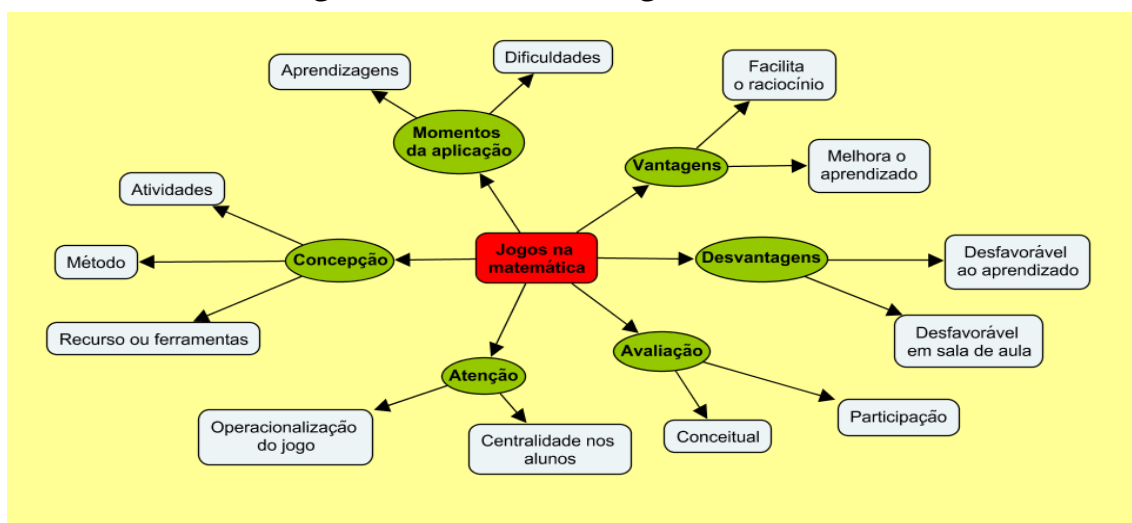 Dificuldades
Aprendizagens
Facilita
o raciocínio
Momentos
da aplicação
Vantagens
Melhora o
aprendizado
Atividades
Jogos na
matemática
Concepção
Método
Desvantagens
Desfavorável
ao aprendizado
Recurso ou ferramentas
Desfavorável
em sala de aula
Avaliação
Atenção
Participação
Operacionalização
do jogo
Centralidade nos
alunos
Conceitual